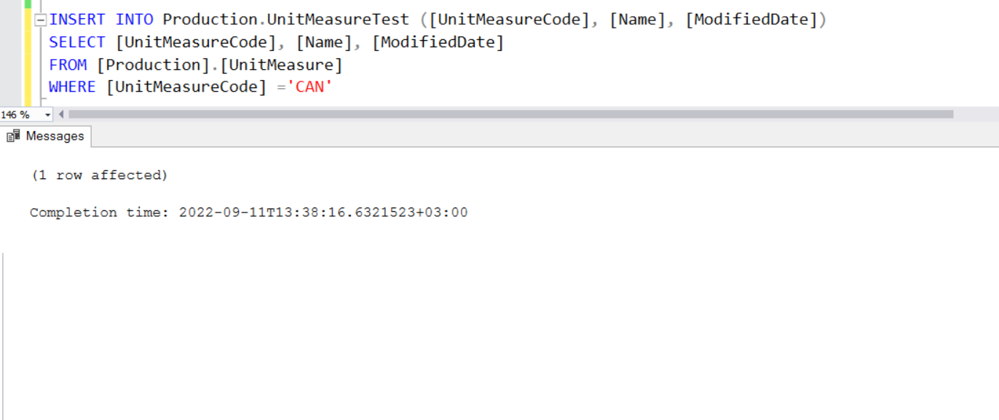 INSERT INTO Production.UnitMeasureTest ([UnitMeasureCode], [Name], [ModifiedDate])
SELECT [UnitMeasureCode], [Name], [ModifiedDate]
FROM [Production].[UnitMeasure]
WHERE [UnitMeasureCode] ='CAN'
146 %
Messages
(1 row affected)
Completion time: 2022-09-11T13:38:16.6321523+03:00